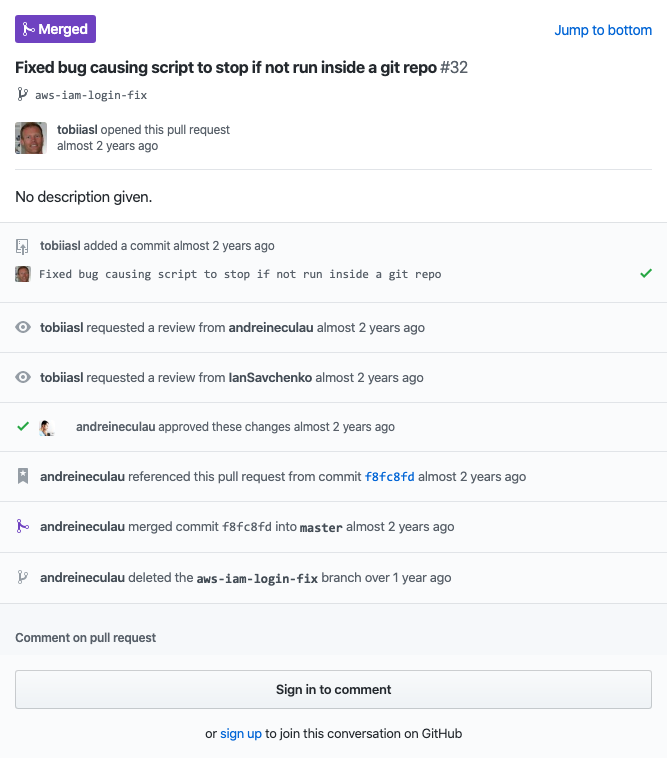 Merged
Jump to bottom
Fixed bug causing script to stop if not run inside a git repo #32
aws-iam-login-fix
tobiiasl opened this pull request
almost 2 years ago
No description given.
tobiiasl added a commit almost 2 years ago
Fixed bug causing script to stop if not run inside a git repo
tobiiasl requested a review from andreineculau almost 2 years ago
tobiiasl requested a review from IanSavchenko almost 2 years ago
andreineculau approved these changes almost 2 years ago
andreineculau referenced this pull request from commit f8fc8fd almost 2 years ago
andreineculau merged commit f8fc8fd into master almost 2 years ago
andreineculau deleted the aws-iam-login-fix branch over 1 year ago
Comment on pull request
Sign in to comment
or sign up to join this conversation on GitHub